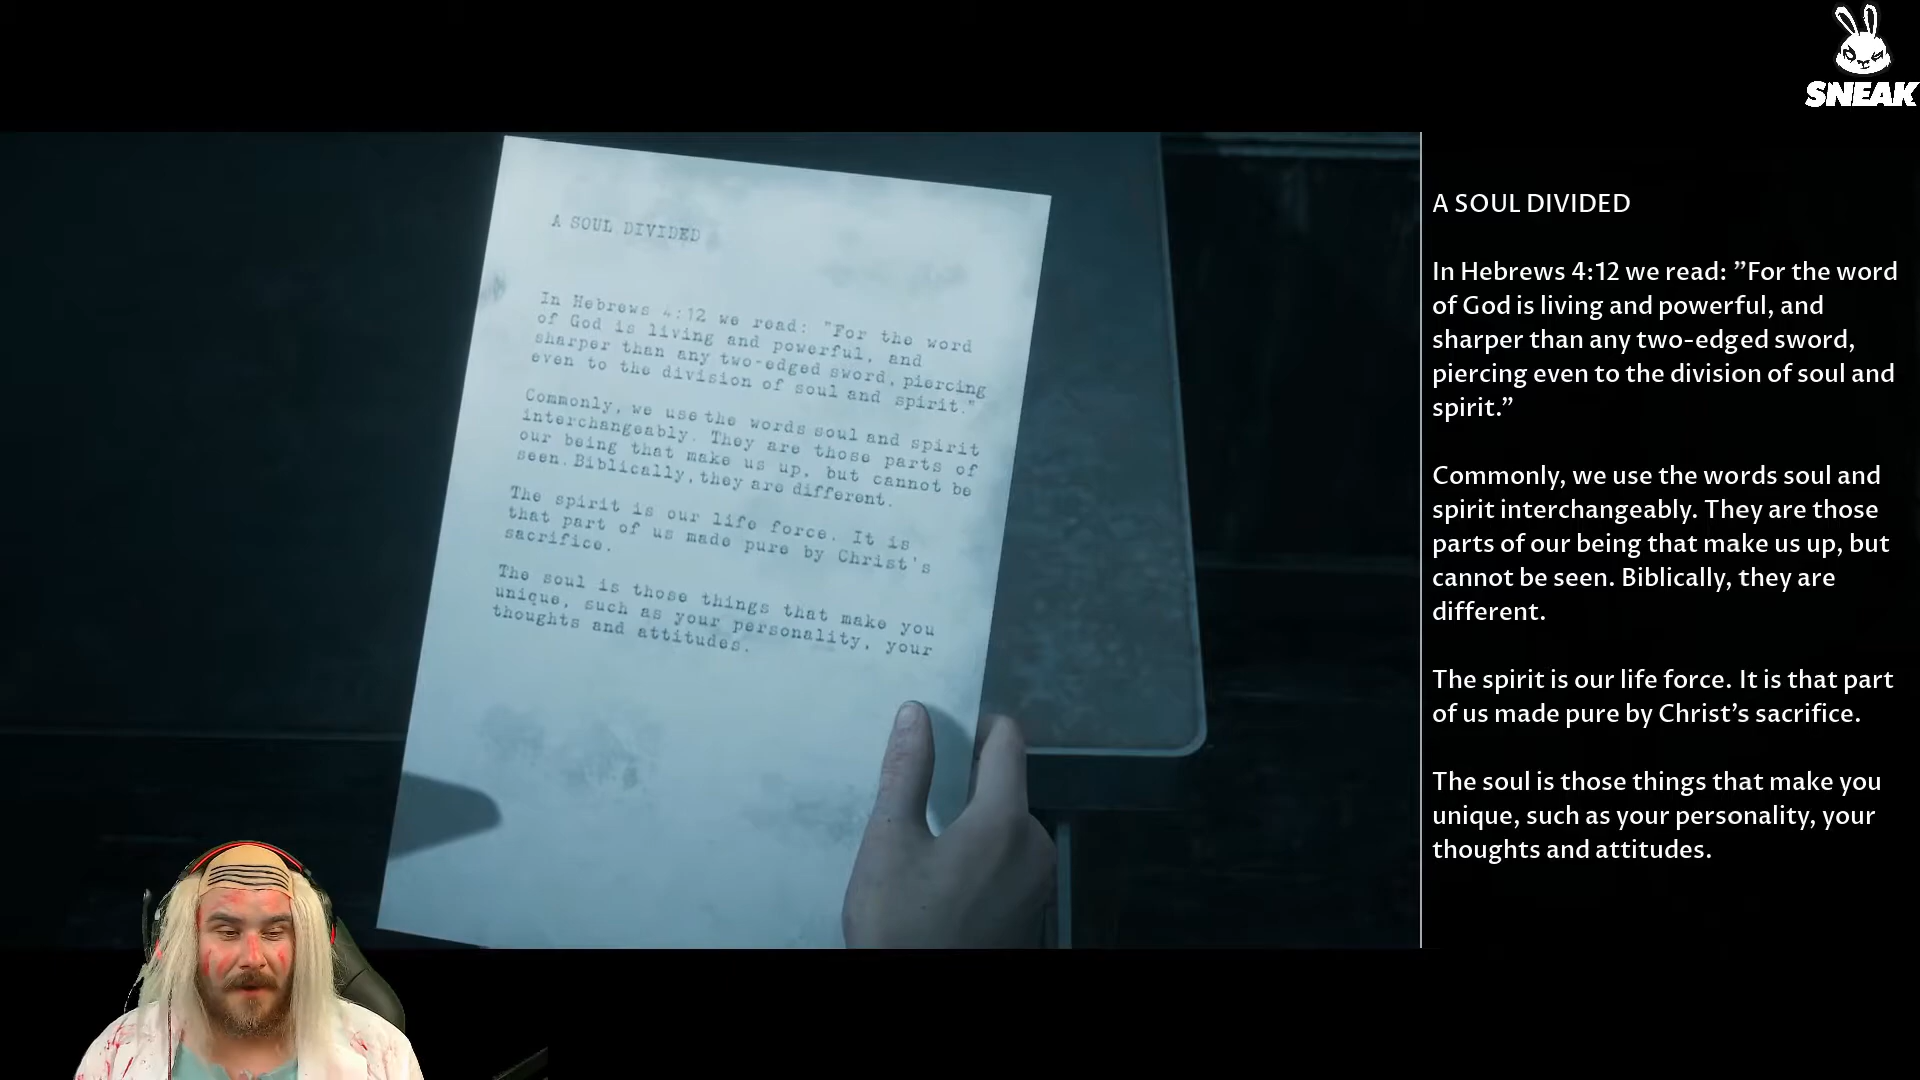 SNEAK
A SOUL DIVIDED
In Hebrews 4:12 we read: "For the word
of God is living and powerful, and
sharper than any two-edged sword, piercing
even to the division of soul and spirit."
Commonly, we use the words soul and spirit
interchangeably. They are those parts of
our being that make us up, but cannot be
seen. Biblically, they are different.
The spirit is our life force. It is
that part of us made pure by Christ's
sacrifice.
The soul is those things that make you
unique, such as your personality, your
thoughts and attitudes.
A SOUL DIVIDED
In Hebrews 4:12 we read: ”For the word
of God is living and powerful, and
sharper than any two-edged sword,
piercing even to the division of soul and
spirit.”
Commonly, we use the words soul and
spirit interchangeably. They are those
parts of our being that make us up, but
cannot be seen. Biblically, they are
different.
The spirit is our life force. It is that part
of us made pure by Christ’s sacrifice.
The soul is those things that make you
unique, such as your personality, your
thoughts and attitudes.